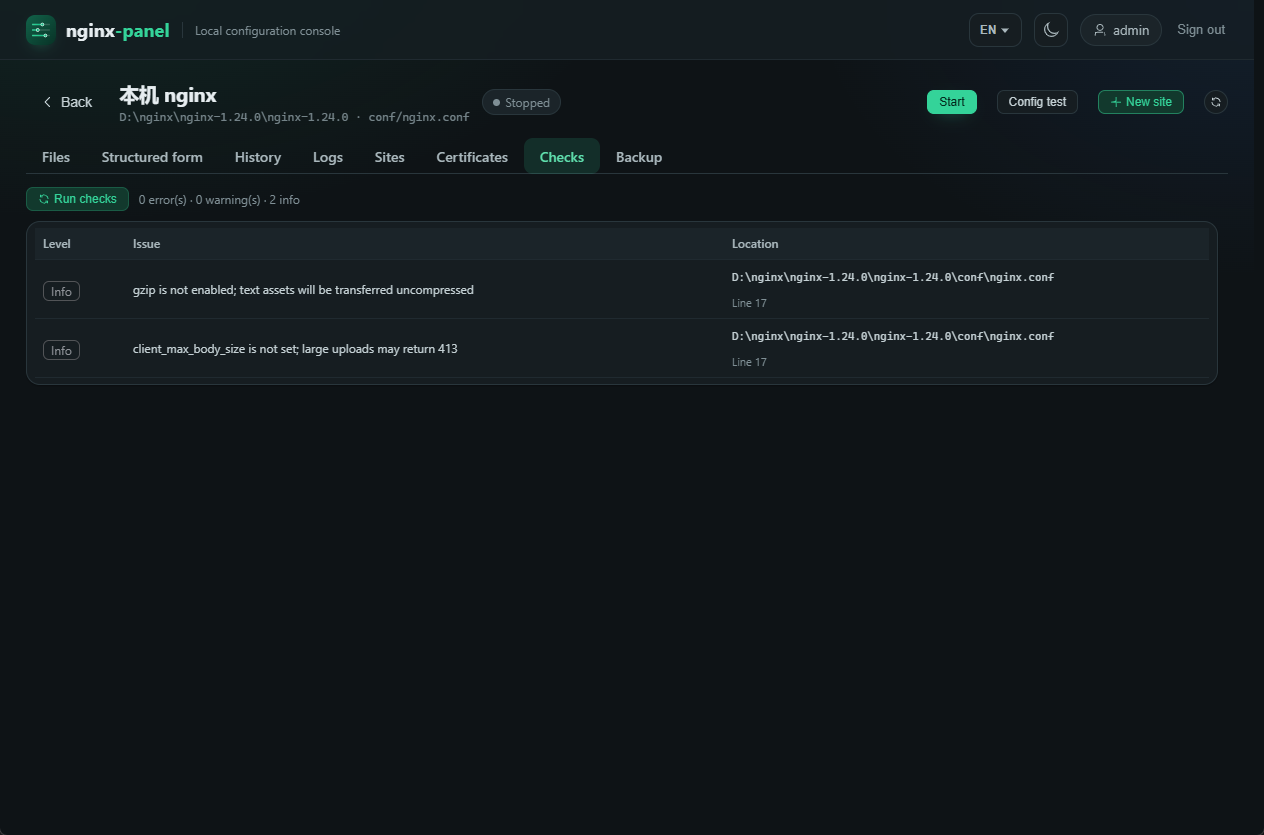 nginx-panel Local configuration console EN admin Sign out
Back 本机 nginx Stopped Start Config test + New site
D:\nginx\nginx-1.24.0\nginx-1.24.0 · conf/nginx.conf
Files Structured form History Logs Sites Certificates Checks Backup
Run checks 0 error(s) · 0 warning(s) · 2 info
Level Issue Location
Info gzip is not enabled; text assets will be transferred uncompressed D:\nginx\nginx-1.24.0\nginx-1.24.0\conf\nginx.conf
Line 17
Info client_max_body_size is not set; large uploads may return 413 D:\nginx\nginx-1.24.0\nginx-1.24.0\conf\nginx.conf
Line 17